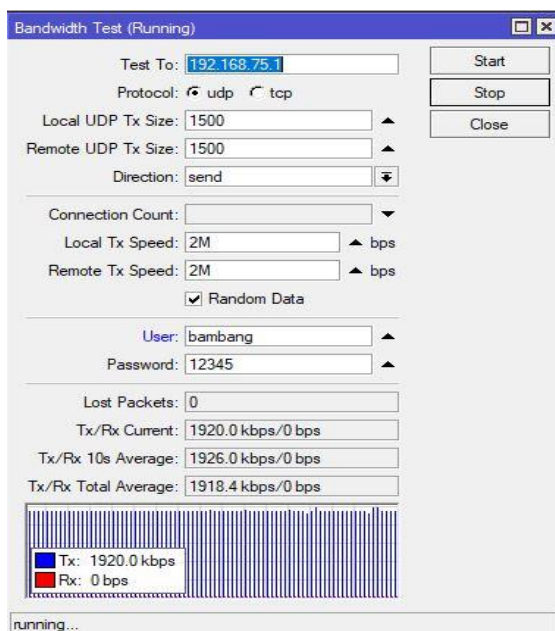 Bandwidth Test (Running)
Test To: 192.168.75.1
Start
Protocol: udp tcp
Stop
Local UDP Tx Size: 1500
Close
Remote UDP Tx Size: 1500
Direction: send
Connection Count:
Local Tx Speed: 2M bps
Remote Tx Speed: 2M bps
Random Data
User: bambang
Password: 12345
Lost Packets: 0
Tx/Rx Current: 1920.0 kbps/0 bps
Tx/Rx 10s Average: 1926.0 kbps/0 bps
Tx/Rx Total Average: 1918.4 kbps/0 bps
Tx: 1920.0 kbps
Rx: 0 bps
running...